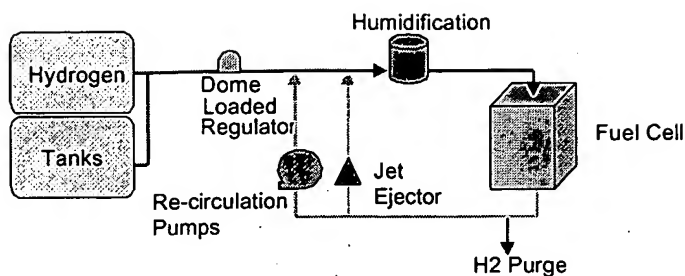 Humidification
Hydrogen
Dome
Loaded
Regulator
Tanks
Fuel Cell
Jet
Ejector
Re-circulation
Pumps
H2 Purge